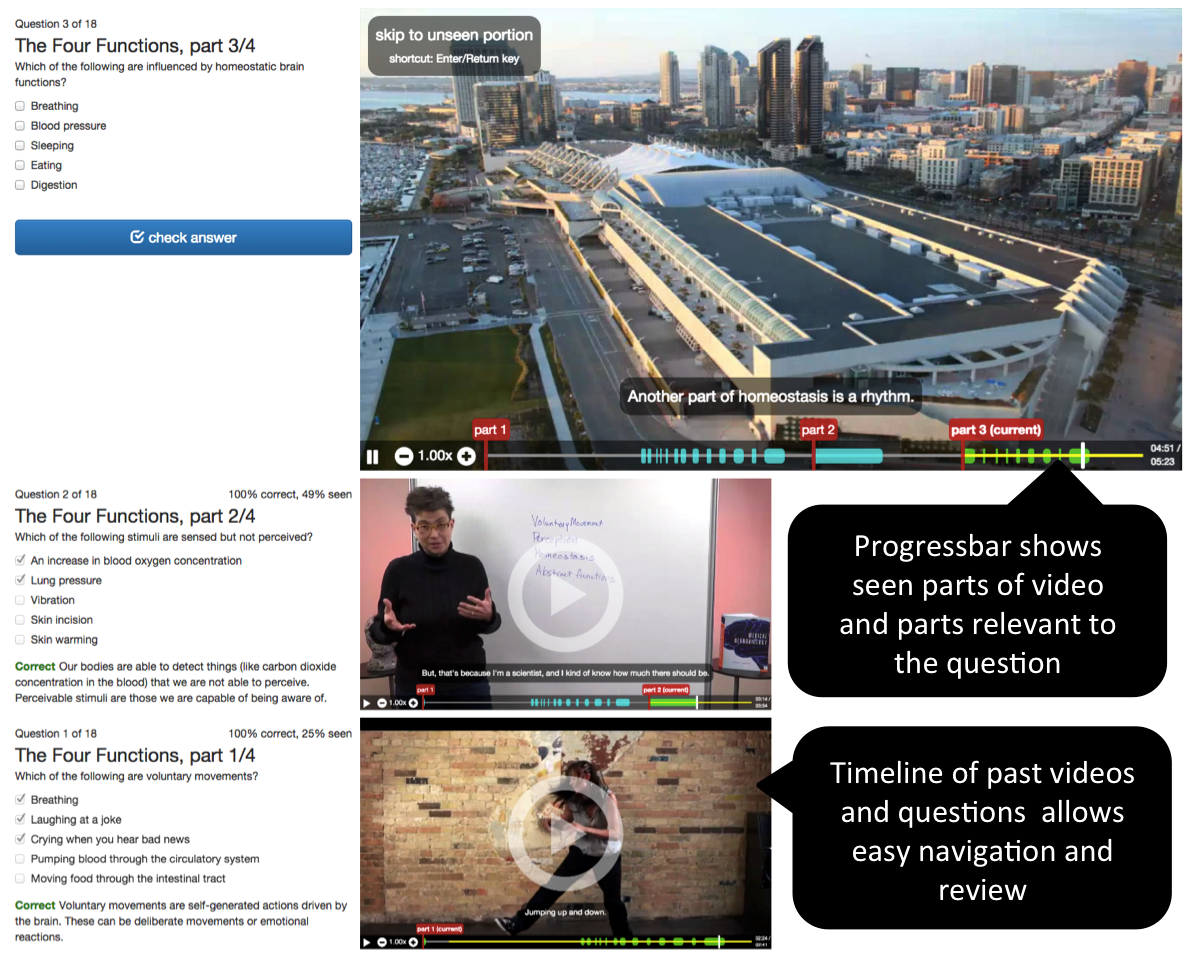 Question 3 of 18
The Four Functions, part 3/4
Which of the following are influenced by homeostatic brain
functions?
Breathing
Blood pressure
Sleeping
Eating
Digestion
check answer
skip to unseen portion
shortcut: Enter/Return key
Another part of homeostasis is a rhythm.
part 1
part 2
part 3 (current)
1.00x
04:51 /
05:23
Question 2 of 18
100% correct, 49% seen
The Four Functions, part 2/4
Which of the following stimuli are sensed but not perceived?
An increase in blood oxygen concentration
Lung pressure
Vibration
Skin incision
Skin warming
Correct Our bodies are able to detect things (like carbon dioxide
concentration in the blood) that we are not able to perceive.
Perceivable stimuli are those we are capable of being aware of.
Voluntary Movement
Perception
Homeostasis
Abstract functions
MEDICAL
NEUROBIOLOGY
But, that's because I'm a scientist, and I kind of know how much there should be.
part 1
part 2 (current)
1.00x
03:14 /
03:54
Progressbar shows
seen parts of video
and parts relevant to
the question
Question 1 of 18
100% correct, 25% seen
The Four Functions, part 1/4
Which of the following are voluntary movements?
Breathing
Laughing at a joke
Crying when you hear bad news
Pumping blood through the circulatory system
Moving food through the intestinal tract
Correct Voluntary movements are self-generated actions driven by
the brain. These can be deliberate movements or emotional
reactions.
Jumping up and down.
part 1 (current)
1.00x
02:24 /
02:41
Timeline of past videos
and questions allows
easy navigation and
review